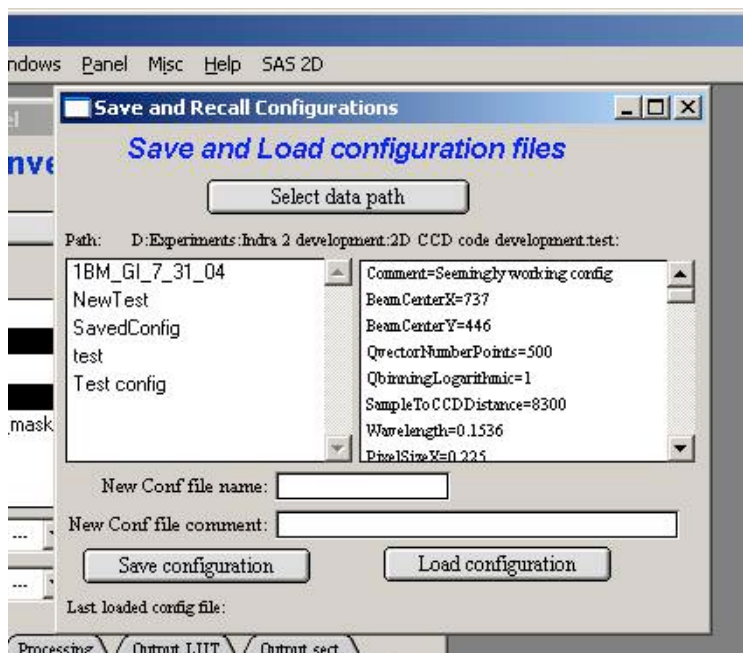 ndows Panel Misc Help SAS 2D
Save and Recall Configurations
Save and Load configuration files
Select data path
Path: D:Experiments:Indra 2 development:2D CCD code development:test:
1BM_GI_7_31_04
NewTest
SavedConfig
test
Test config
Comment=Seemingly working config
BeamCenterX=737
BeamCenterY=446
QvectorNumberPoints=500
QbinningLogarithmic=1
SampleToCCDDistance=8300
Wavelength=0.1536
PixelSizeX=0.225
New Conf file name:
New Conf file comment:
Save configuration
Load configuration
Last loaded config file:
el
nve
_mask
---
---
Processing Output LUT Output sect.